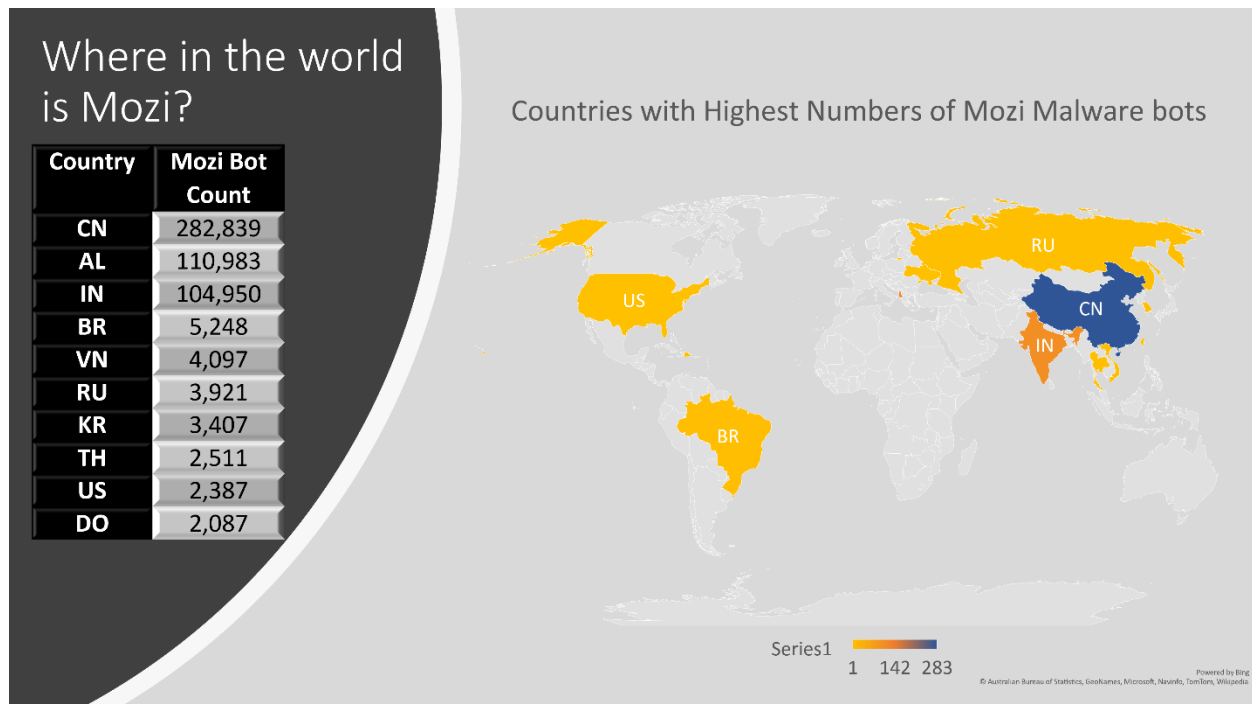 Where in the world
is Mozi?
Country Mozi Bot
Count
CN 282,839
AL 110,983
IN 104,950
BR 5,248
VN 4,097
RU 3,921
KR 3,407
TH 2,511
US 2,387
DO 2,087
Countries with Highest Numbers of Mozi Malware bots
RU
US
CN
IN
BR
Series1
1 142 283
Powered by Bing
© Australian Bureau of Statistics, GeoNames, Microsoft, Navinfo, TomTom, Wikipedia